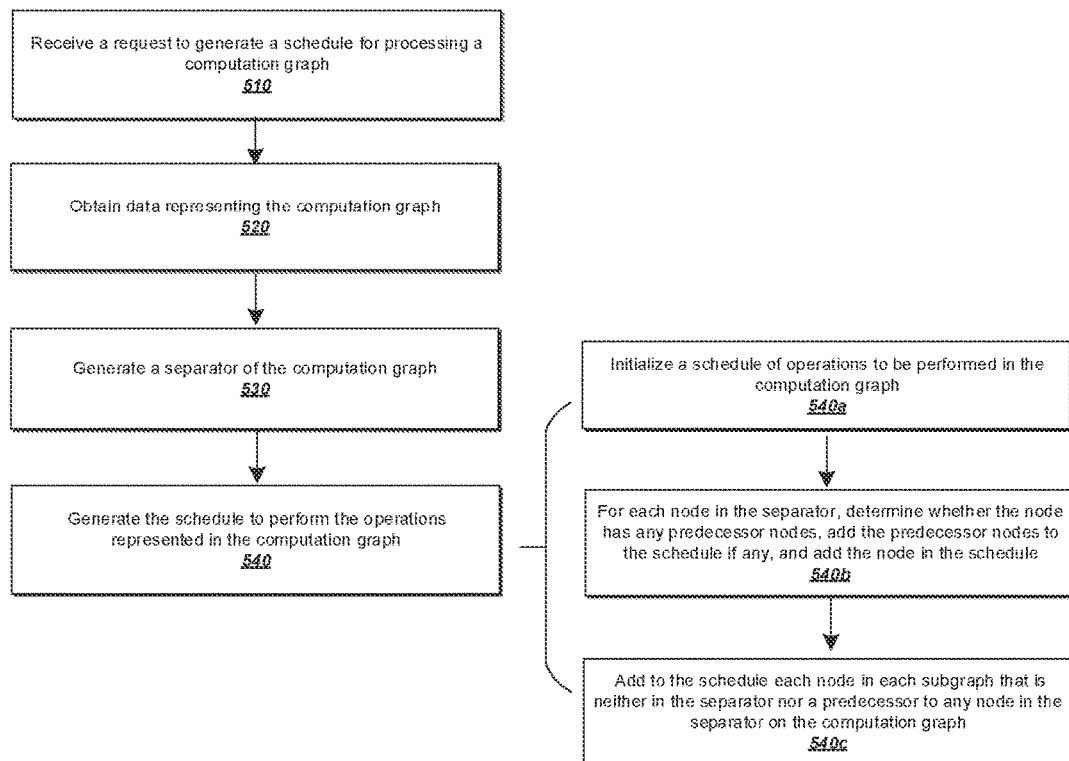 Receive a request to generate a schedule for processing a
computation graph
510
Obtain data representing the computation graph
520
Generate a separator of the computation graph
530
Generate the schedule to perform the operations
represented in the computation graph
540
Initialize a schedule of operations to be performed in the
computation graph
540a
For each node in the separator, determine whether the node
has any predecessor nodes, add the predecessor nodes to
the schedule if any, and add the node in the schedule
540b
Add to the schedule each node in each subgraph that is
neither in the separator nor a predecessor to any node in the
separator on the computation graph
540c